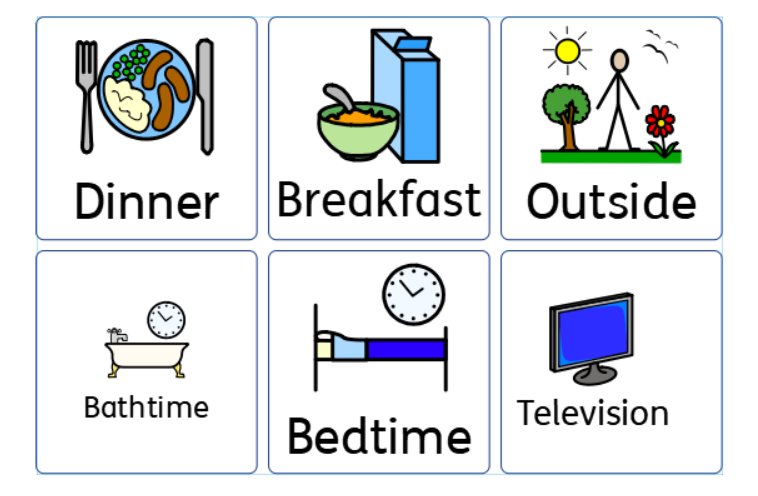 Dinner
Breakfast
Outside
Bathtime
Bedtime
Television